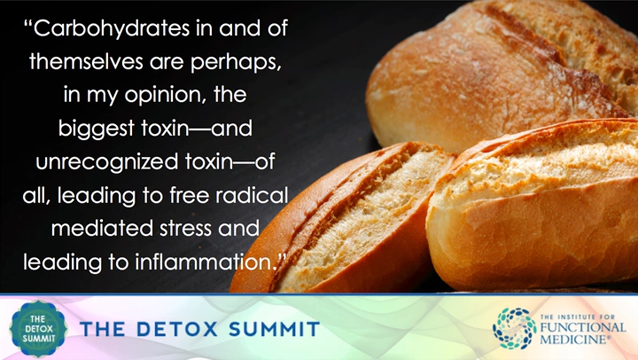 “Carbohydrates in and of
themselves are perhaps,
in my opinion, the
biggest toxin—and
unrecognized toxin—of
all, leading to free radical
mediated stress and
leading to inflammation.”
THE
DETOX
SUMMIT
THE DETOX SUMMIT
THE INSTITUTE FOR
FUNCTIONAL
MEDICINE®